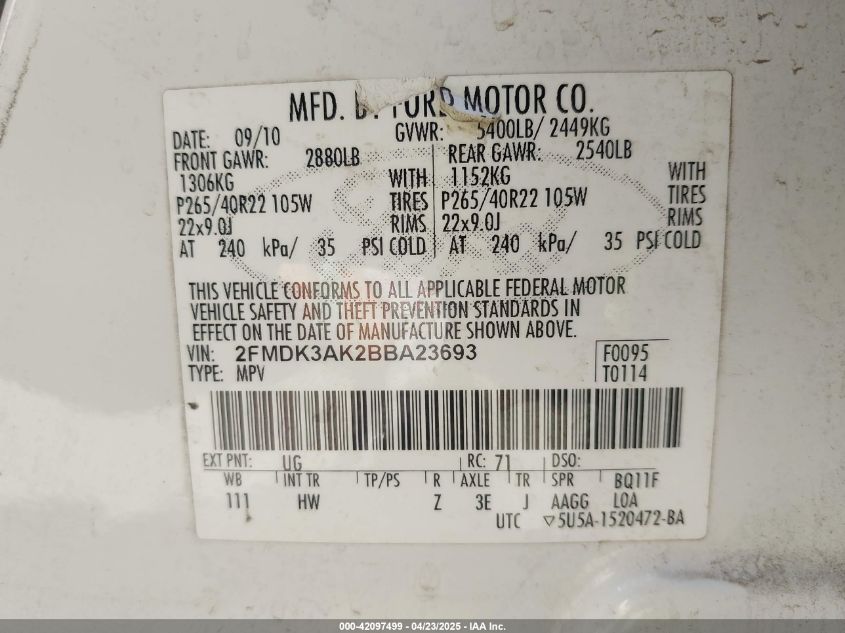 MFD. BY FORD MOTOR CO.
DATE: 09/10 GVWR: 5400LB/ 2449KG
FRONT GAWR: 2880LB REAR GAWR: 2540LB
1306KG WITH 1152KG WITH
P265/40R22 105W TIRES P265/40R22 105W TIRES
22x9.0J RIMS 22x9.0J RIMS
AT 240 kPa/ 35 PSI COLD AT 240 kPa/ 35 PSI COLD
THIS VEHICLE CONFORMS TO ALL APPLICABLE FEDERAL MOTOR
VEHICLE SAFETY AND THEFT PREVENTION STANDARDS IN
EFFECT ON THE DATE OF MANUFACTURE SHOWN ABOVE.
VIN: 2FMDK3AK2BBA23693 F0095
TYPE: MPV T0114
EXT PNT: UG RC: 71 DSO:
WB INT TR TP/PS R AXLE TR SPR BQ11F
111 HW Z 3E J AAGG LOA
UTC ▽5U5A-1520472-BA
000-42097499 - 04/23/2025 - IAA Inc.